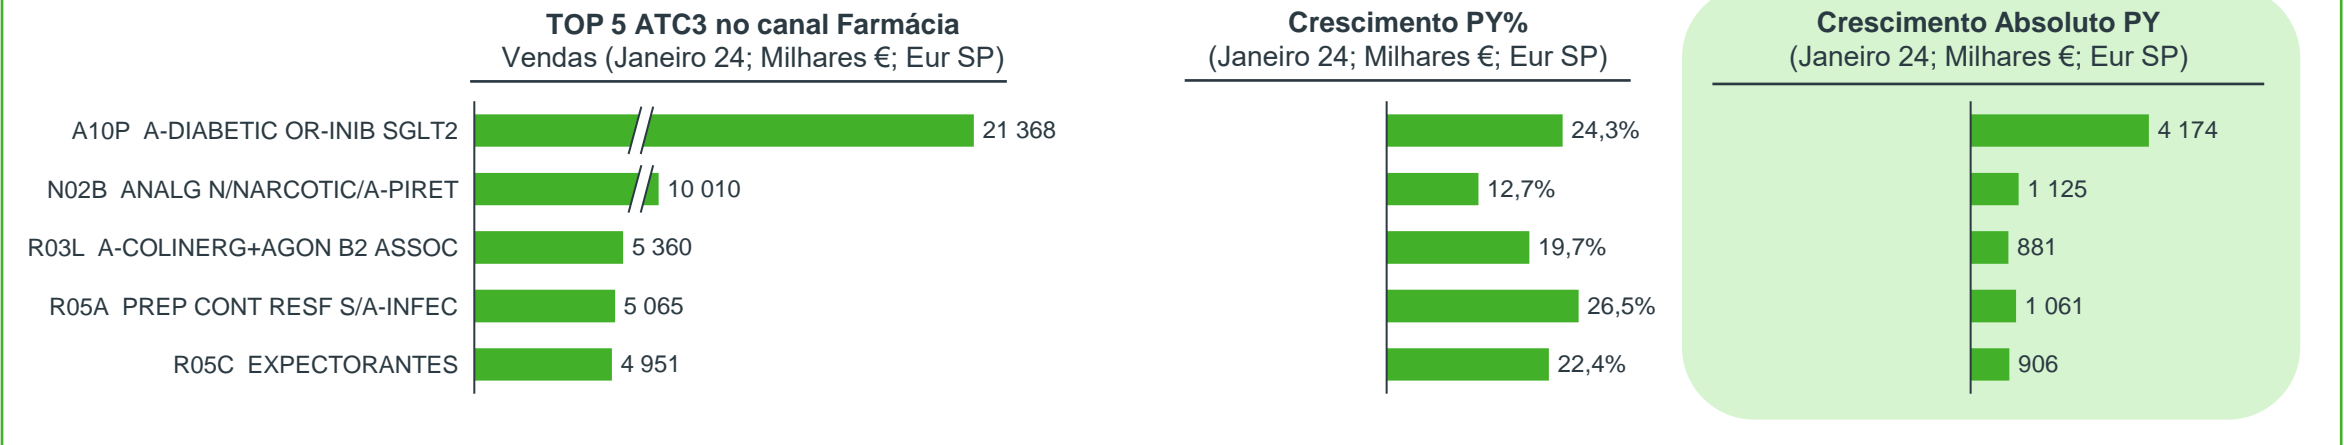 TOP 5 ATC3 no canal Farmácia
Vendas (Janeiro 24; Milhares €; Eur SP)
Crescimento PY%
(Janeiro 24; Milhares €; Eur SP)
Crescimento Absoluto PY
(Janeiro 24; Milhares €; Eur SP)
A10P A-DIABETIC OR-INIB SGLT2 21 368 24,3% 4 174
N02B ANALG N/NARCOTIC/A-PIRET 10 010 12,7% 1 125
R03L A-COLINERG+AGON B2 ASSOC 5 360 19,7% 881
R05A PREP CONT RESF S/A-INFEC 5 065 26,5% 1 061
R05C EXPECTORANTES 4 951 22,4% 906